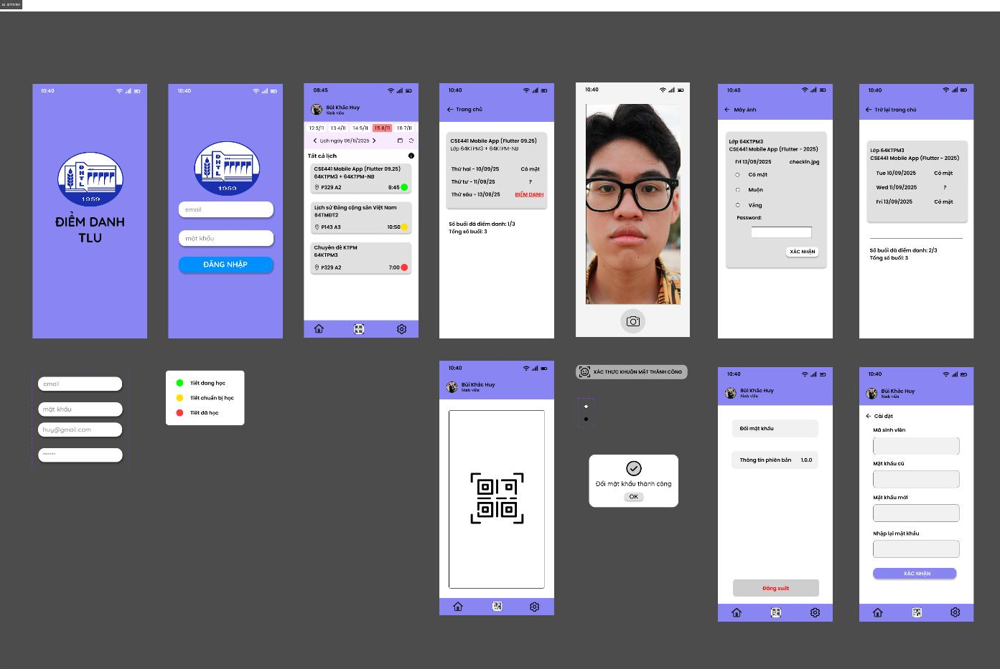 sinhvien
10:40
ĐHTL
1959
ĐIỂM DANH
TLU
10:40
ĐHTL
1959
email
mật khẩu
ĐĂNG NHẬP
08:45
Bùi Khắc Huy
Sinh viên
T2 3/11 T3 4/11 T4 5/11 T5 6/11 T6 7/11
Lịch ngày 06/11/2025
Tất cả lịch
CSE441 Mobile App (Flutter 09.25)
64KTPM3 + 64KTPM-NB
P329 A2 8:45
Lịch sử Đảng cộng sản Việt Nam
64TMĐT2
P143 A3 10:50
Chuyên đề KTPM
64KTPM3
P329 A2 7:00
10:40
Trang chủ
CSE441 Mobile App (Flutter 09.25)
Lớp 64KTPM3 + 64KTPM-NB
Thứ hai - 10/09/25 Có mặt
Thứ tư - 11/09/25 ?
Thứ sáu - 13/09/25 ĐIỂM DANH
Số buổi đã điểm danh: 1/3
Tổng số buổi: 3
10:40
10:40
Máy ảnh
Lớp 64KTPM3
CSE441 Mobile App (Flutter - 2025)
Fri 13/09/2025 checkin.jpg
Có mặt
Muộn
Vắng
Password:
XÁC NHẬN
10:40
Trở lại trang chủ
Lớp 64KTPM3
CSE441 Mobile App (Flutter - 2025)
Tue 10/09/2025 Có mặt
Wed 11/09/2025 ?
Fri 13/09/2025 Có mặt
Số buổi đã điểm danh: 2/3
Tổng số buổi: 3
email
mật khẩu
huy@gmail.com
******
Tiết đang học
Tiết chuẩn bị học
Tiết đã học
10:40
Bùi Khắc Huy
Sinh viên
XÁC THỰC KHUÔN MẶT THÀNH CÔNG
Đổi mật khẩu thành công
OK
10:40
Bùi Khắc Huy
Sinh viên
Đổi mật khẩu
Thông tin phiên bản 1.0.0
Đăng xuất
10:40
Bùi Khắc Huy
Sinh viên
Cài đặt
Mã sinh viên
Mật khẩu cũ
Mật khẩu mới
Nhập lại mật khẩu
XÁC NHẬN